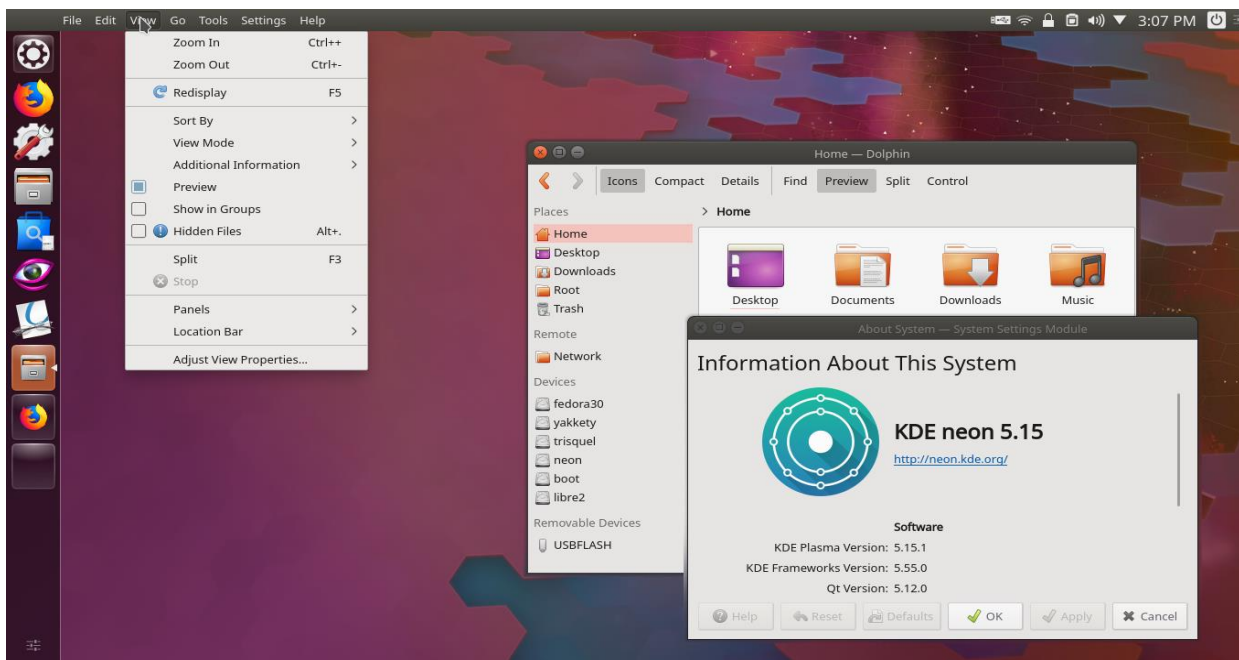 File Edit View Go Tools Settings Help
3:07 PM
Zoom In Ctrl++
Zoom Out Ctrl+-
Redisplay F5
Sort By
View Mode
Additional Information
Preview
Show in Groups
Hidden Files Alt+.
Split F3
Stop
Panels
Location Bar
Adjust View Properties...
Home — Dolphin
Icons Compact Details Find Preview Split Control
Places
Home
Desktop
Downloads
Root
Trash
Remote
Network
Devices
fedora30
yakkety
trisquel
neon
boot
libre2
Removable Devices
USBFLASH
> Home
Desktop Documents Downloads Music
About System — System Settings Module
Information About This System
KDE neon 5.15
http://neon.kde.org/
Software
KDE Plasma Version: 5.15.1
KDE Frameworks Version: 5.55.0
Qt Version: 5.12.0
Help Reset Defaults OK Apply Cancel